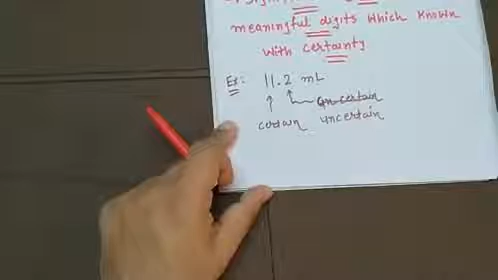 meaningful digits which known
with certainty
Ex: 11.2 mL
uncertain
certain uncertain